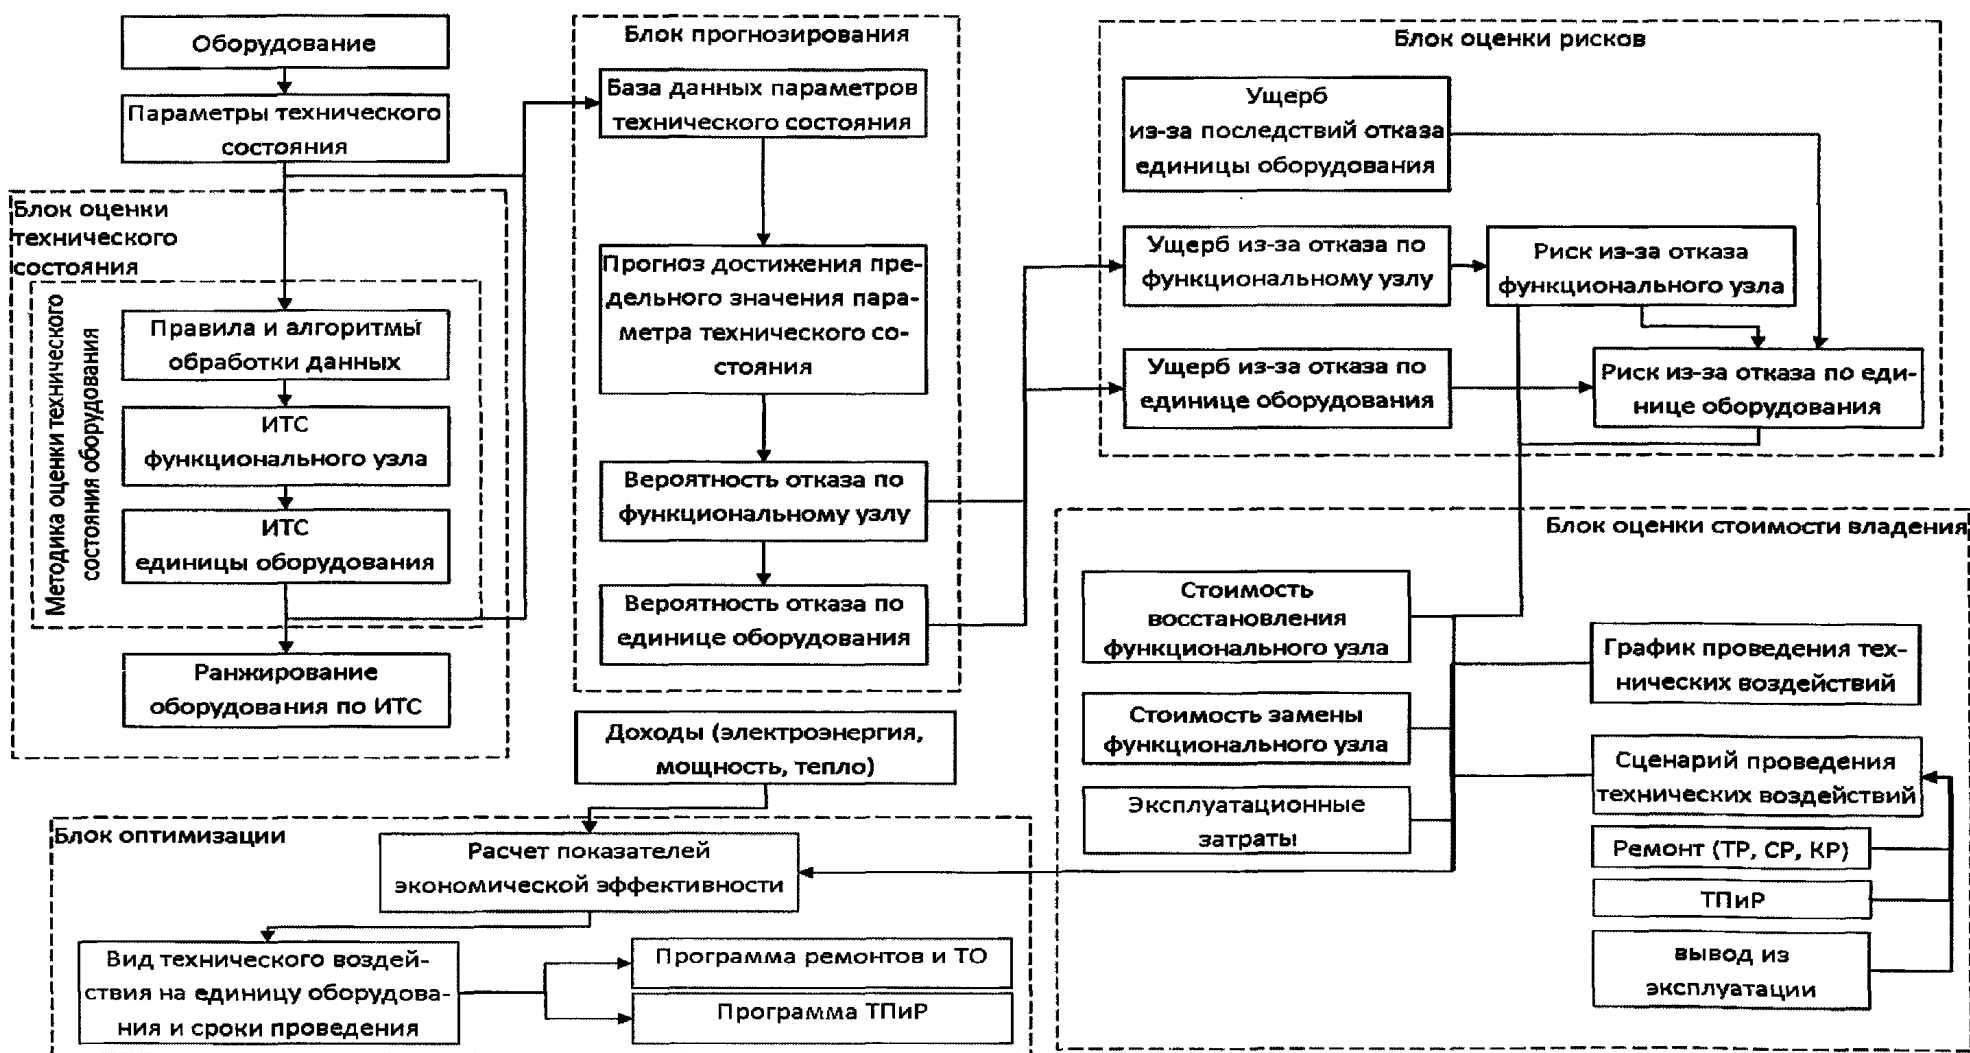 Оборудование
Параметры технического
состояния
Блок оценки
технического
состояния
Методика оценки технического
состояния оборудования
Правила и алгоритмы
обработки данных
ИТС
функционального узла
ИТС
единицы оборудования
Ранжирование
оборудования по ИТС
Блок прогнозирования
База данных параметров
технического состояния
Прогноз достижения пре-
дельного значения пара-
метра технического со-
стояния
Вероятность отказа по
функциональному узлу
Вероятность отказа по
единице оборудования
Блок оценки рисков
Ущерб
из-за последствий отказа
единицы оборудования
Ущерб из-за отказа по
функциональному узлу
Риск из-за отказа
функционального узла
Ущерб из-за отказа по
единице оборудования
Риск из-за отказа по еди-
нице оборудования
Блок оценки стоимости владения
Стоимость
восстановления
функционального узла
Стоимость замены
функционального узла
Эксплуатационные
затраты
График проведения тех-
нических воздействий
Сценарий проведения
технических воздействий
Ремонт (ТР, СР, КР)
ТПиР
вывод из
эксплуатации
Доходы (электроэнергия,
мощность, тепло)
Блок оптимизации
Расчет показателей
экономической эффективности
Вид технического воздей-
ствия на единицу оборудова-
ния и сроки проведения
Программа ремонтов и ТО
Программа ТПиР